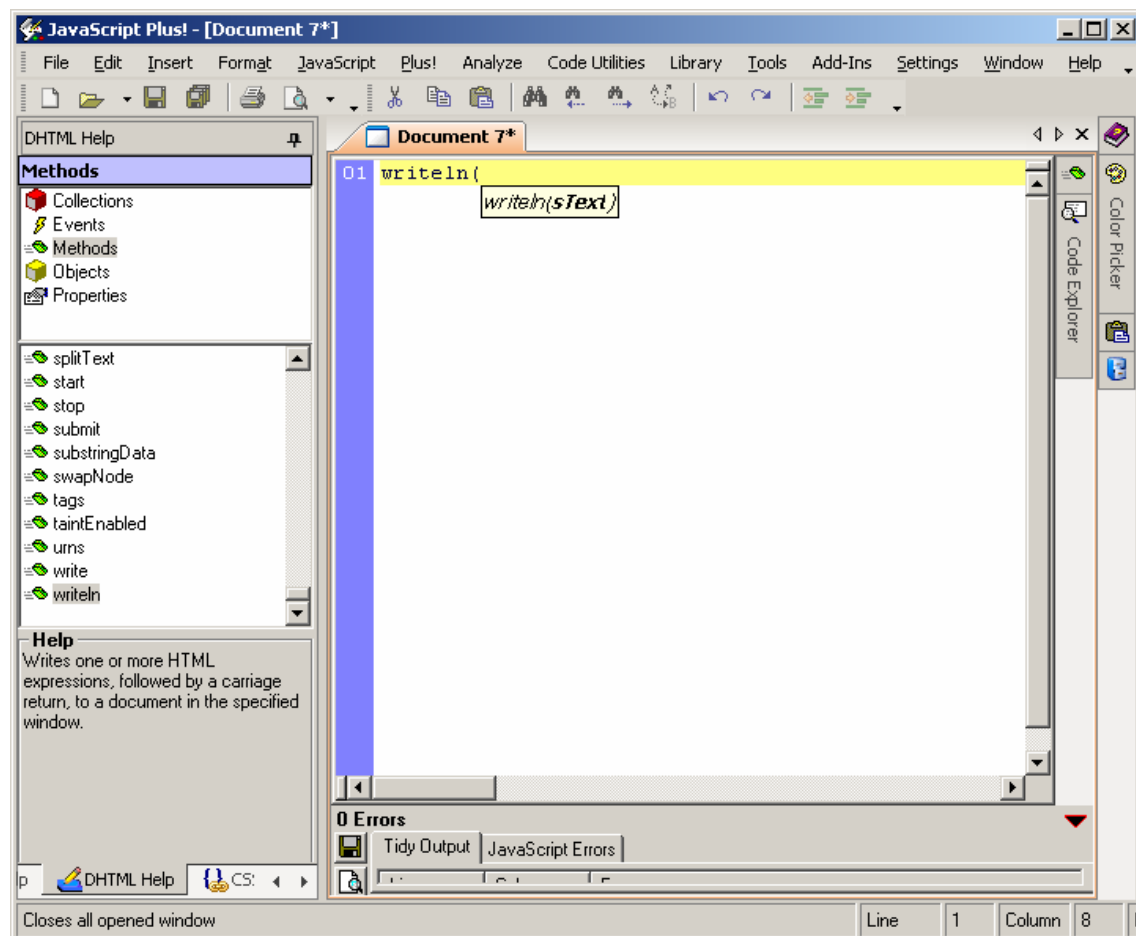 JavaScript Plus! - [Document 7*]
File Edit Insert Format JavaScript Plus! Analyze Code Utilities Library Tools Add-Ins Settings Window Help
DHTML Help
Document 7*
Methods
Collections
Events
Methods
Objects
Properties
splitText
start
stop
submit
substringData
swapNode
tags
taintEnabled
urns
write
writeln
Help
Writes one or more HTML
expressions, followed by a carriage
return, to a document in the specified
window.
p DHTML Help CS:
01 writeln(
writeln(sText)
Code Explorer
Color Picker
0 Errors
Tidy Output JavaScript Errors
Closes all opened window Line 1 Column 8